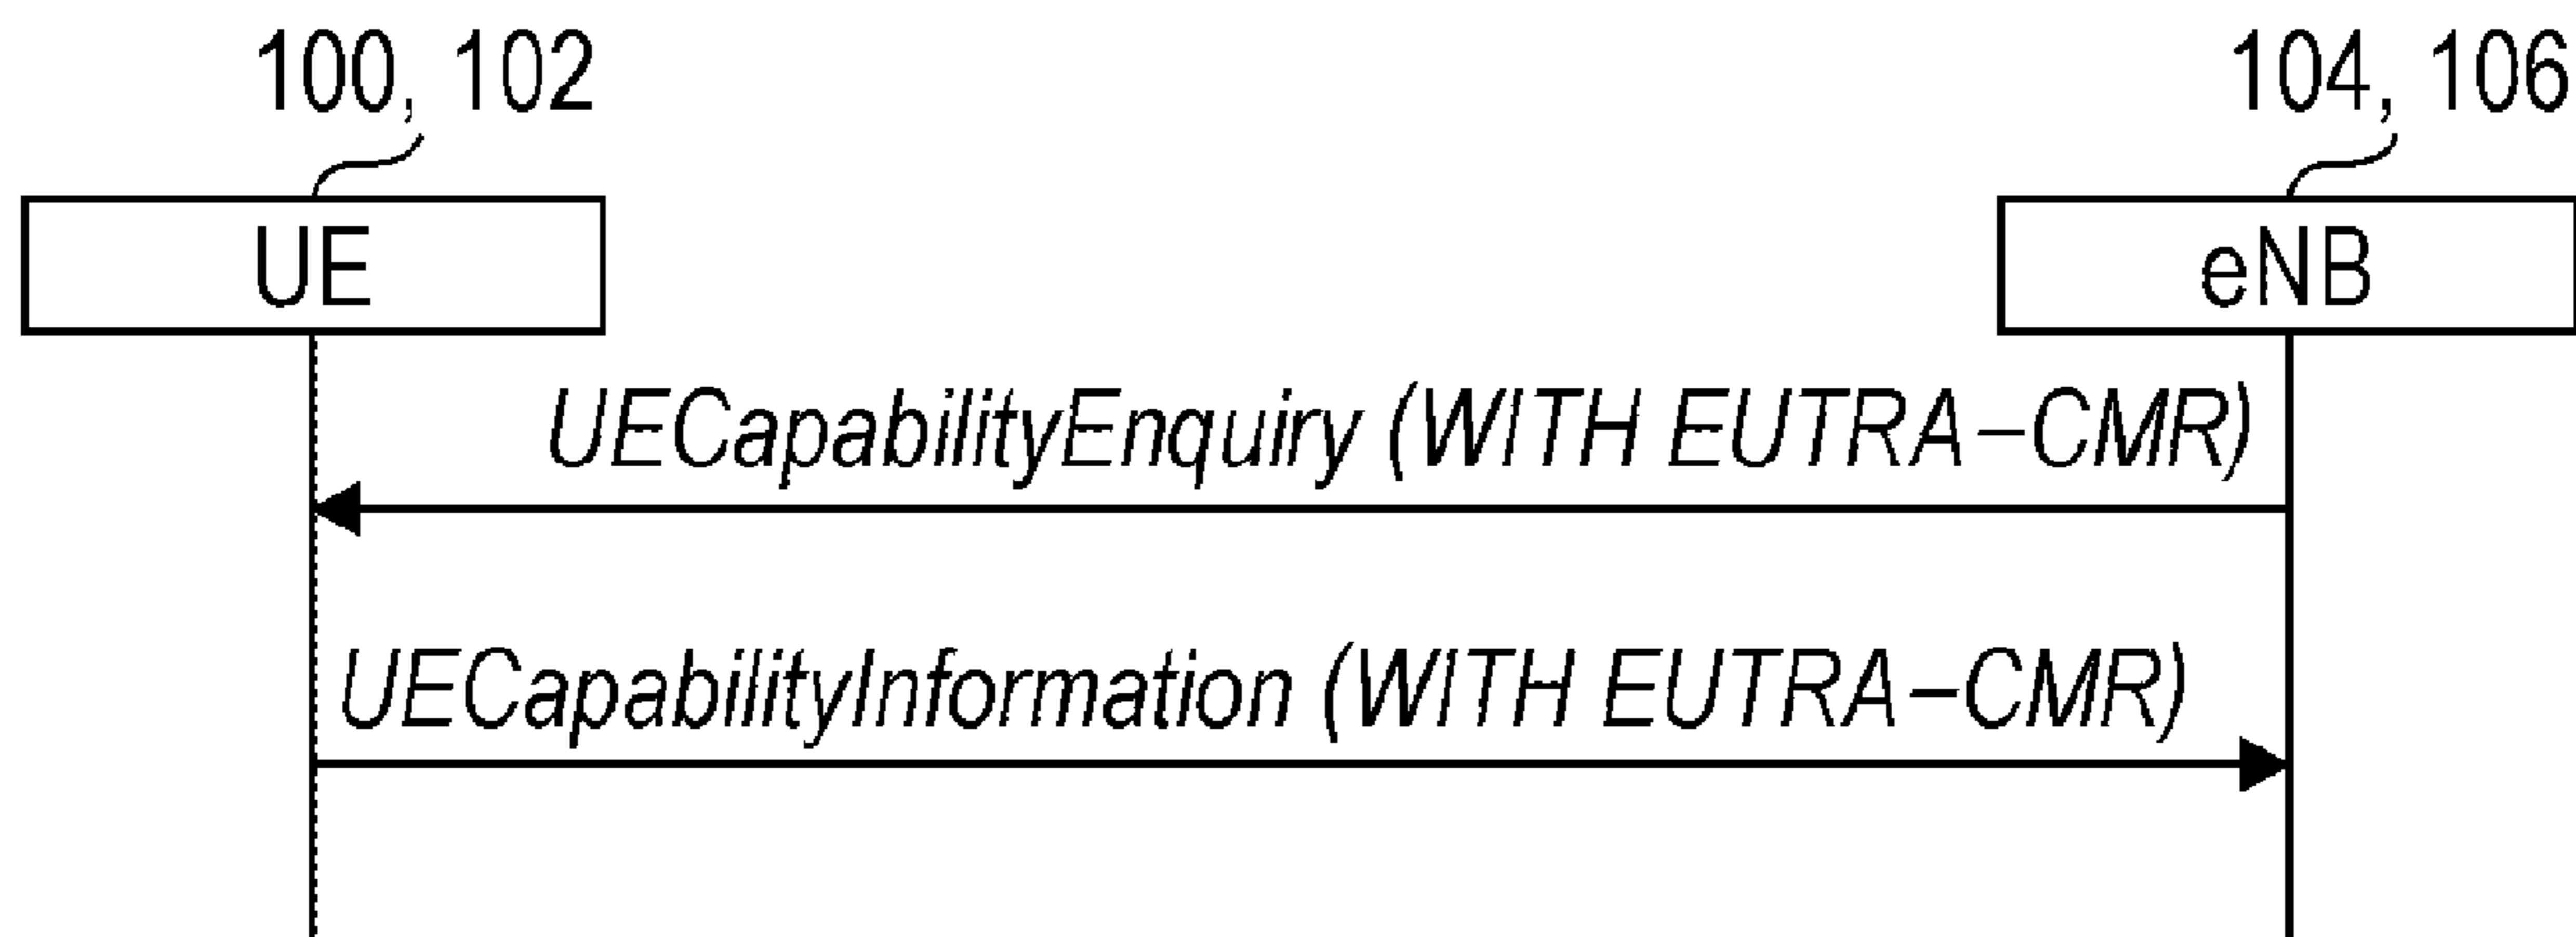 100, 102
104, 106
UE
eNB
UECapabilityEnquiry (WITH EUTRA–CMR)
UECapabilityInformation (WITH EUTRA–CMR)